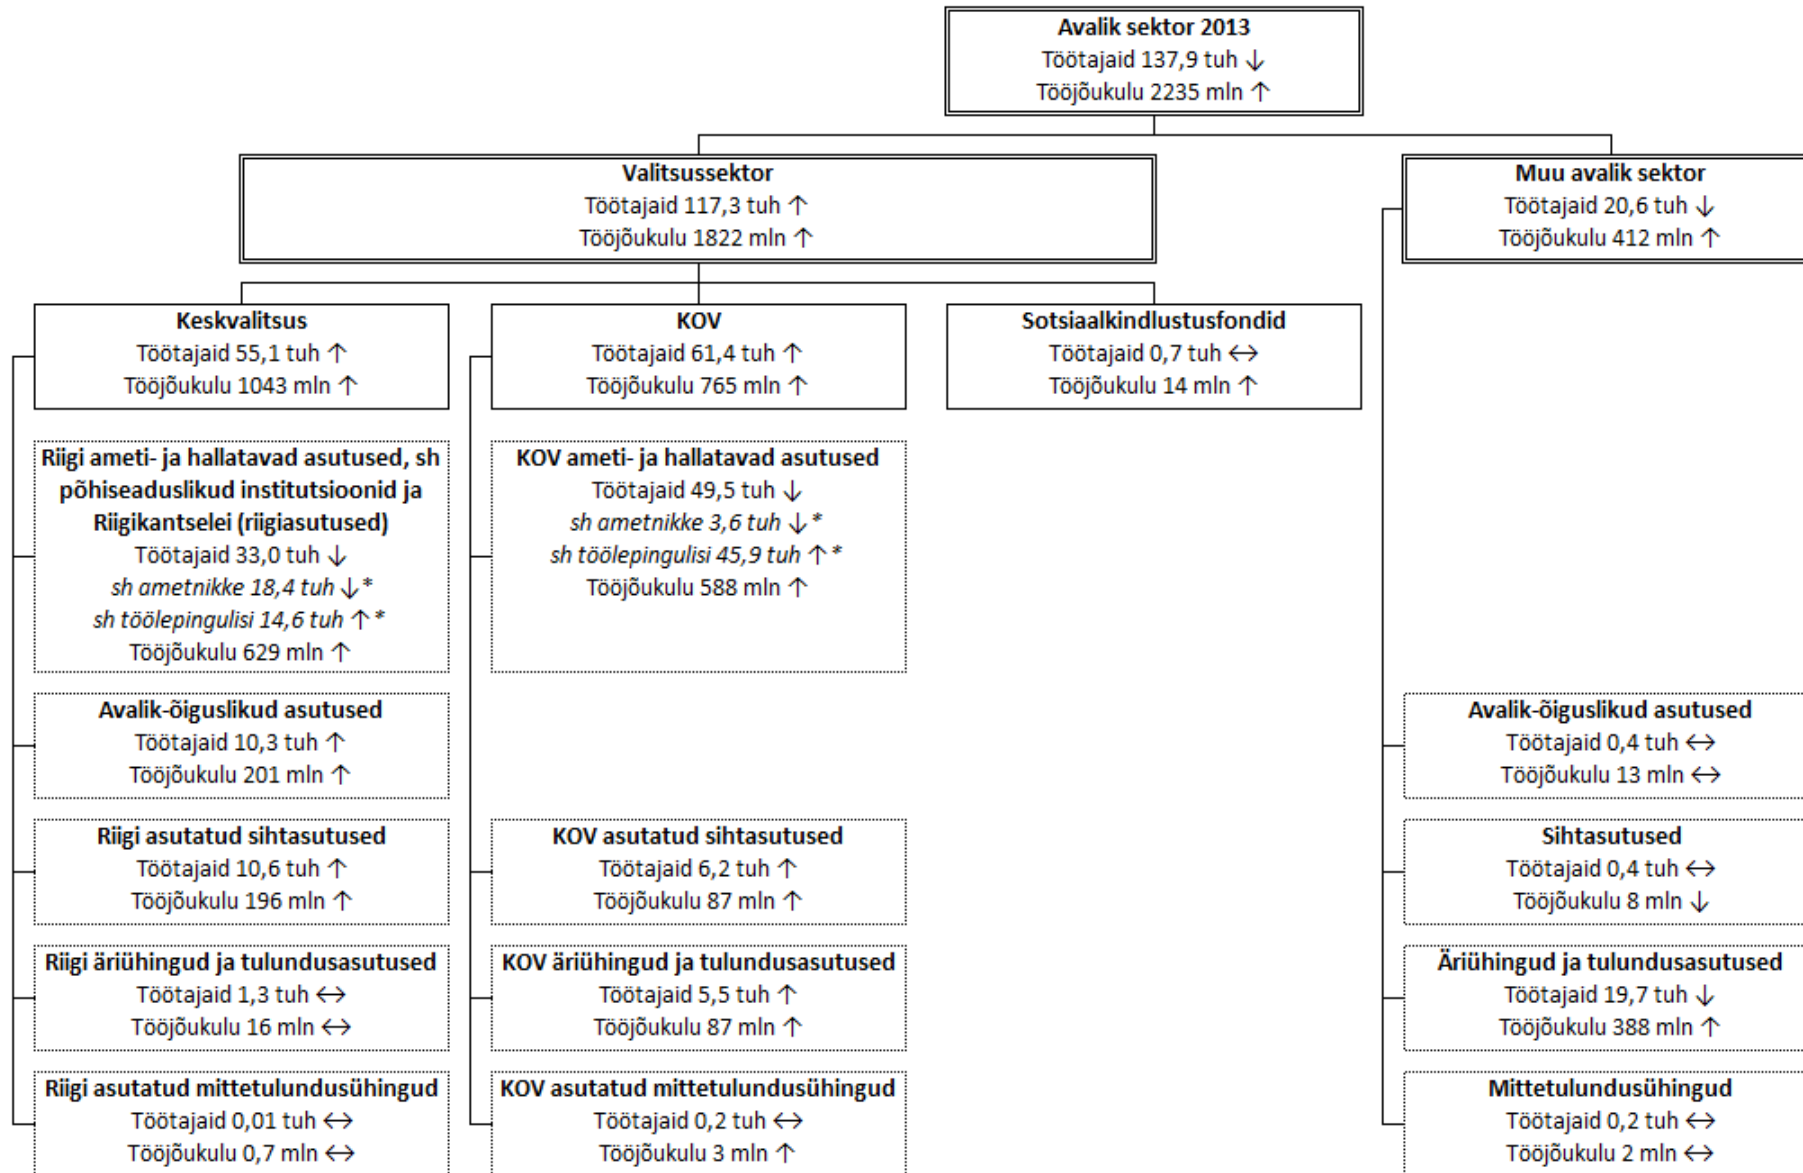 Avalik sektor 2013
Töötajaid 137,9 tuh ↓
Tööjõukulu 2235 mln ↑
Valitsussektor
Töötajaid 117,3 tuh ↑
Tööjõukulu 1822 mln ↑
Muu avalik sektor
Töötajaid 20,6 tuh ↓
Tööjõukulu 412 mln ↑
Keskvalitsus
Töötajaid 55,1 tuh ↑
Tööjõukulu 1043 mln ↑
KOV
Töötajaid 61,4 tuh ↑
Tööjõukulu 765 mln ↑
Sotsiaalkindlustusfondid
Töötajaid 0,7 tuh ↔
Tööjõukulu 14 mln ↑
Riigi ameti- ja hallatavad asutused, sh
põhiseaduslikud institutsioonid ja
Riigikantselei (riigiasutused)
Töötajaid 33,0 tuh ↓
sh ametnikke 18,4 tuh ↓*
sh töölepingulisi 14,6 tuh ↑*
Tööjõukulu 629 mln ↑
KOV ameti- ja hallatavad asutused
Töötajaid 49,5 tuh ↓
sh ametnikke 3,6 tuh ↓*
sh töölepingulisi 45,9 tuh ↑*
Tööjõukulu 588 mln ↑
Avalik-õiguslikud asutused
Töötajaid 10,3 tuh ↑
Tööjõukulu 201 mln ↑
Avalik-õiguslikud asutused
Töötajaid 0,4 tuh ↔
Tööjõukulu 13 mln ↔
Riigi asutatud sihtasutused
Töötajaid 10,6 tuh ↑
Tööjõukulu 196 mln ↑
KOV asutatud sihtasutused
Töötajaid 6,2 tuh ↑
Tööjõukulu 87 mln ↑
Sihtasutused
Töötajaid 0,4 tuh ↔
Tööjõukulu 8 mln ↓
Riigi äriühingud ja tulundusasutused
Töötajaid 1,3 tuh ↔
Tööjõukulu 16 mln ↔
KOV äriühingud ja tulundusasutused
Töötajaid 5,5 tuh ↑
Tööjõukulu 87 mln ↑
Äriühingud ja tulundusasutused
Töötajaid 19,7 tuh ↓
Tööjõukulu 388 mln ↑
Riigi asutatud mittetulundusühingud
Töötajaid 0,01 tuh ↔
Tööjõukulu 0,7 mln ↔
KOV asutatud mittetulundusühingud
Töötajaid 0,2 tuh ↔
Tööjõukulu 3 mln ↑
Mittetulundusühingud
Töötajaid 0,2 tuh ↔
Tööjõukulu 2 mln ↔